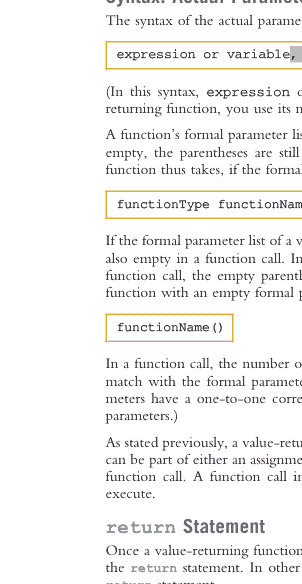 Syntax: Actual Paramet
The syntax of the actual parame
expression or variable,
(In this syntax, expression o
returning function, you use its n
A function's formal parameter lis
empty, the parentheses are still
function thus takes, if the forma
functionType functionNam
If the formal parameter list of a v
also empty in a function call. In
function call, the empty parenth
function with an empty formal p
functionName()
In a function call, the number o
match with the formal paramete
meters have a one-to-one corre
parameters.)
As stated previously, a value-retu
can be part of either an assignme
function call. A function call in
execute.
return Statement
Once a value-returning function
the return statement. In other
return statement